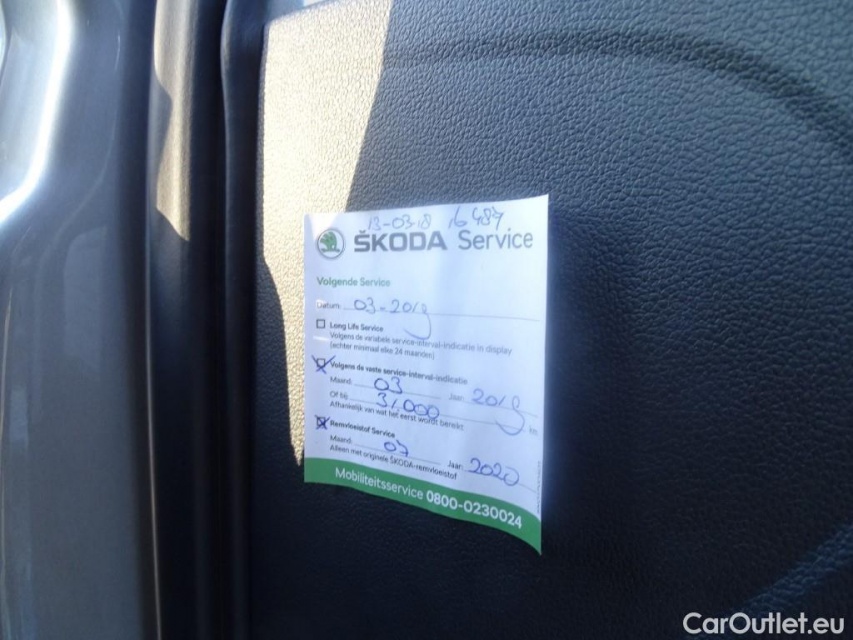 13-03-18 16 487
ŠKODA Service
Volgende Service
Datum: 03-2019
Long Life Service
Volgens de variabele service-interval-indicatie in display
(echter minimaal elke 24 maanden)
Volgens de vaste service-interval-indicatie
Maand: 03 Jaar: 2019
Of bij 31.000 km
Afhankelijk van wat het eerst wordt bereikt
Remvloeistof Service
Maand: 07 Jaar: 2020
Alleen met originele ŠKODA-remvloeistof
Mobiliteitsservice 0800-0230024
CarOutlet.eu